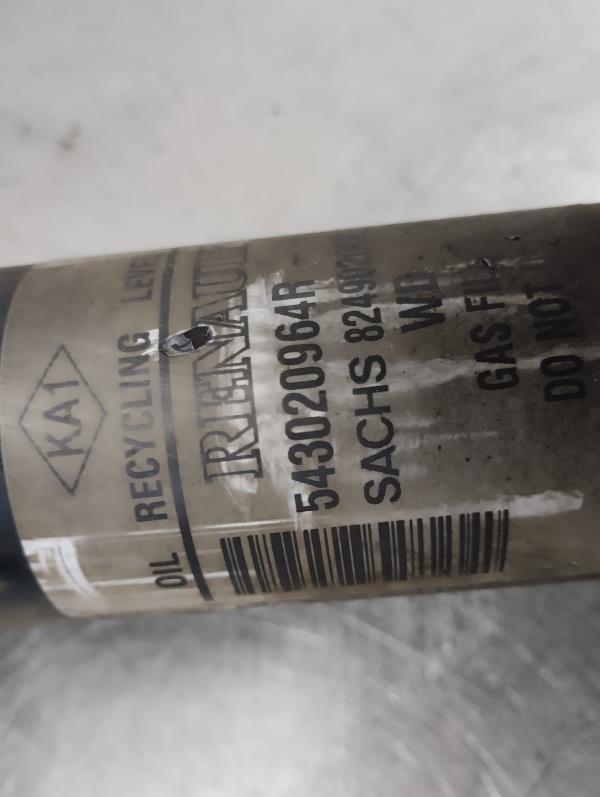 KA1
OIL RECYCLING
RENAULT
543020964R
SACHS
WD
GAS
DO NOT